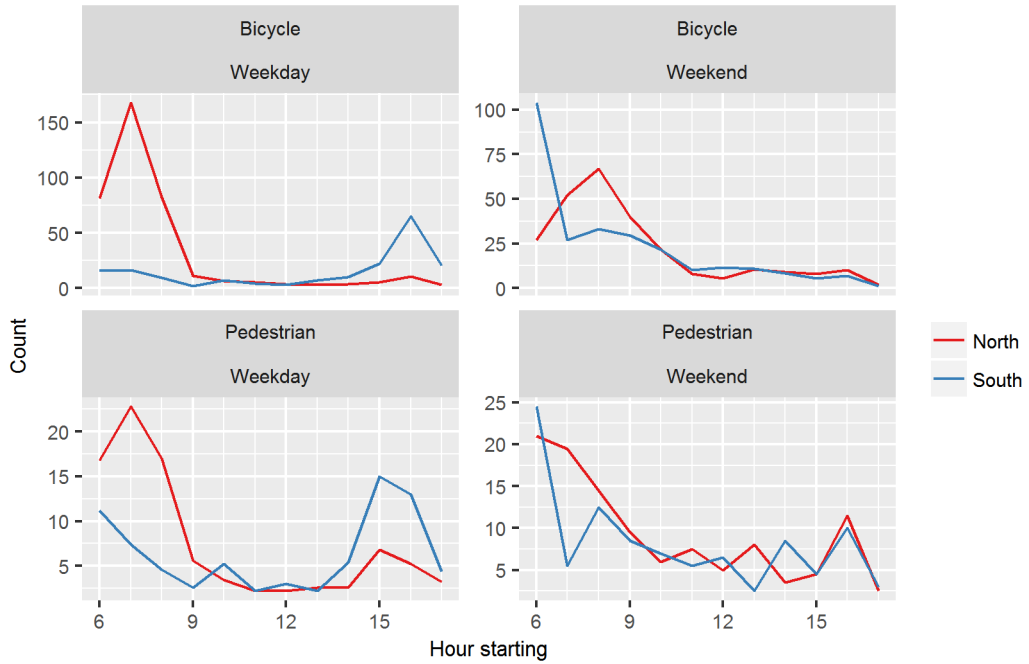 Bicycle
Weekday
150
100
50
0
Bicycle
Weekend
100
75
50
25
0
Pedestrian
Weekday
20
15
10
5
6 9 12 15
Pedestrian
Weekend
25
20
15
10
5
6 9 12 15
Count
Hour starting
North
South